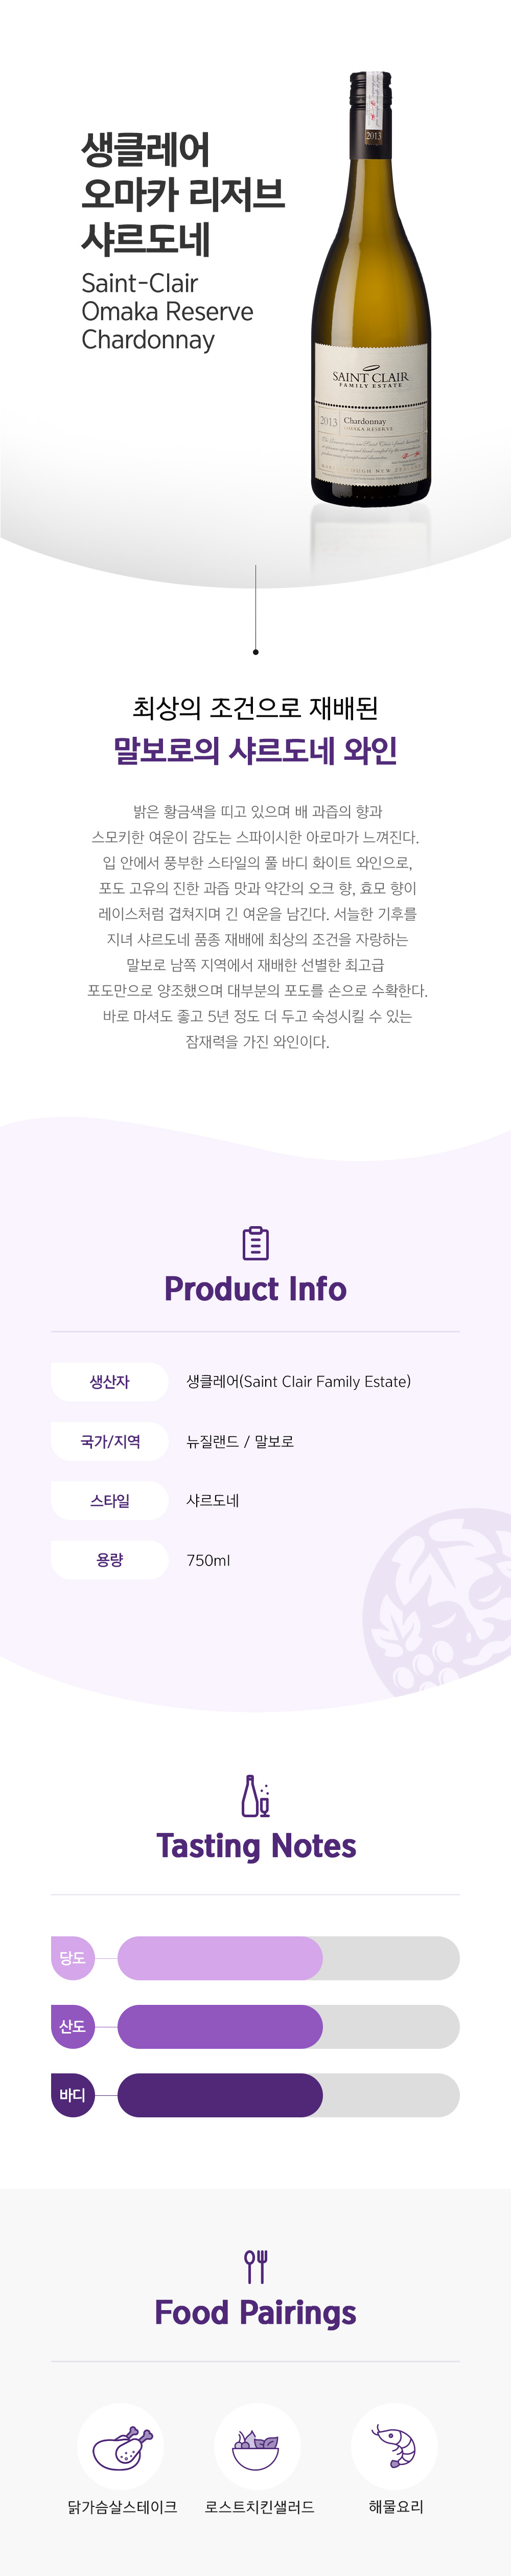 생클레어
오마카 리저브
샤르도네
Saint-Clair
Omaka Reserve
Chardonnay
2013
SAINT CLAIR
FAMILY ESTATE
2013 Chardonnay
OMAKA RESERVE
최상의 조건으로 재배된
말보로의 샤르도네 와인
밝은 황금색을 띠고 있으며 배 과즙의 향과
스모키한 여운이 감도는 스파이시한 아로마가 느껴진다.
입 안에서 풍부한 스타일의 풀 바디 화이트 와인으로,
포도 고유의 진한 과즙 맛과 약간의 오크 향, 효모 향이
레이스처럼 겹쳐지며 긴 여운을 남긴다. 서늘한 기후를
지녀 샤르도네 품종 재배에 최상의 조건을 자랑하는
말보로 남쪽 지역에서 재배한 선별한 최고급
포도만으로 양조했으며 대부분의 포도를 손으로 수확한다.
바로 마셔도 좋고 5년 정도 더 두고 숙성시킬 수 있는
잠재력을 가진 와인이다.
Product Info
생산자 생클레어(Saint Clair Family Estate)
국가/지역 뉴질랜드 / 말보로
스타일 샤르도네
용량 750ml
Tasting Notes
당도
산도
바디
Food Pairings
닭가슴살스테이크 로스트치킨샐러드 해물요리